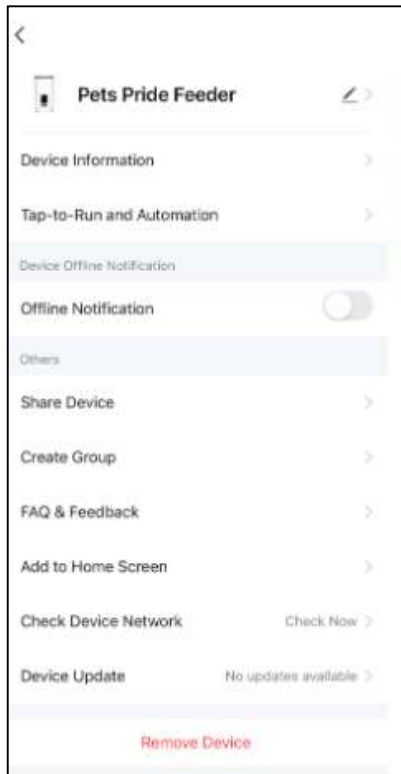 Pets Pride Feeder
Device Information
Tap-to-Run and Automation
Device Offline Notification
Offline Notification
Others
Share Device
Create Group
FAQ & Feedback
Add to Home Screen
Check Device Network Check Now
Device Update No updates available
Remove Device